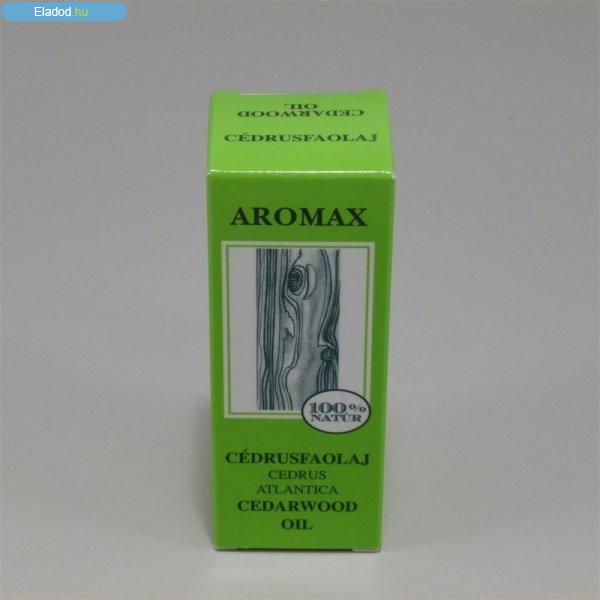 Eladod.hu
CEDARWOOD
OIL
CÉDRUSFAOLAJ
AROMAX
100%
NATÚR
CÉDRUSFAOLAJ
CEDRUS
ATLANTICA
CEDARWOOD
OIL